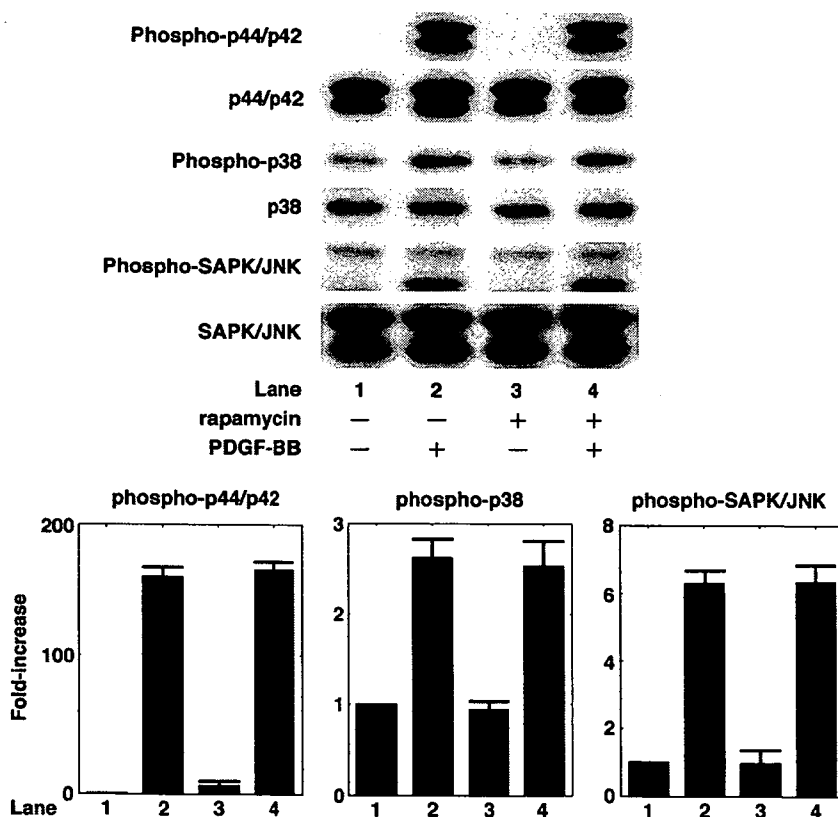 Phospho-p44/p42
p44/p42
Phospho-p38
p38
Phospho-SAPK/JNK
SAPK/JNK
Lane 1 2 3 4
rapamycin — — + +
PDGF-BB — + — +
phospho-p44/p42
Fold-increase
200
100
0
Lane 1 2 3 4
phospho-p38
3
2
1
0
1 2 3 4
phospho-SAPK/JNK
8
6
4
2
0
1 2 3 4